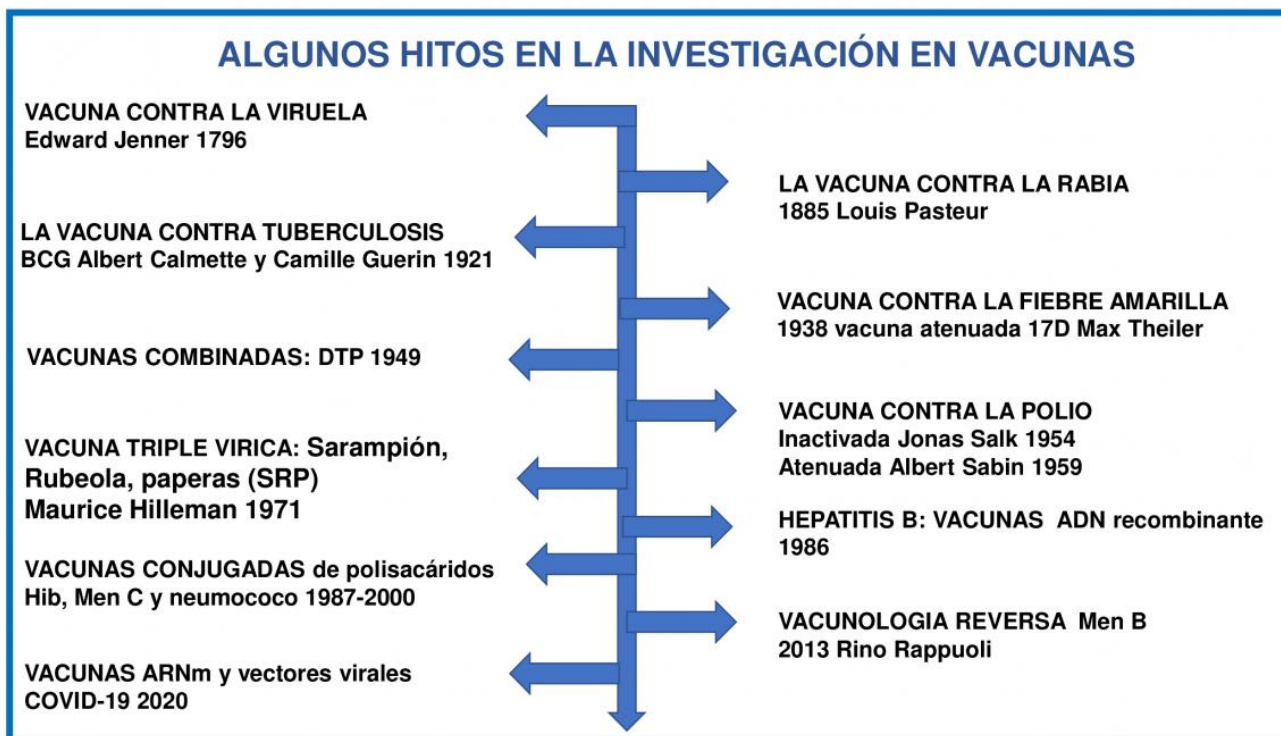 ALGUNOS HITOS EN LA INVESTIGACIÓN EN VACUNAS
VACUNA CONTRA LA VIRUELA
Edward Jenner 1796
LA VACUNA CONTRA LA RABIA
1885 Louis Pasteur
LA VACUNA CONTRA TUBERCULOSIS
BCG Albert Calmette y Camille Guerin 1921
VACUNA CONTRA LA FIEBRE AMARILLA
1938 vacuna atenuada 17D Max Theiler
VACUNAS COMBINADAS: DTP 1949
VACUNA CONTRA LA POLIO
Inactivada Jonas Salk 1954
Atenuada Albert Sabin 1959
VACUNA TRIPLE VIRICA: Sarampión,
Rubeola, paperas (SRP)
Maurice Hilleman 1971
HEPATITIS B: VACUNAS ADN recombinante
1986
VACUNAS CONJUGADAS de polisacáridos
Hib, Men C y neumococo 1987-2000
VACUNOLOGIA REVERSA Men B
2013 Rino Rappuoli
VACUNAS ARNm y vectores virales
COVID-19 2020